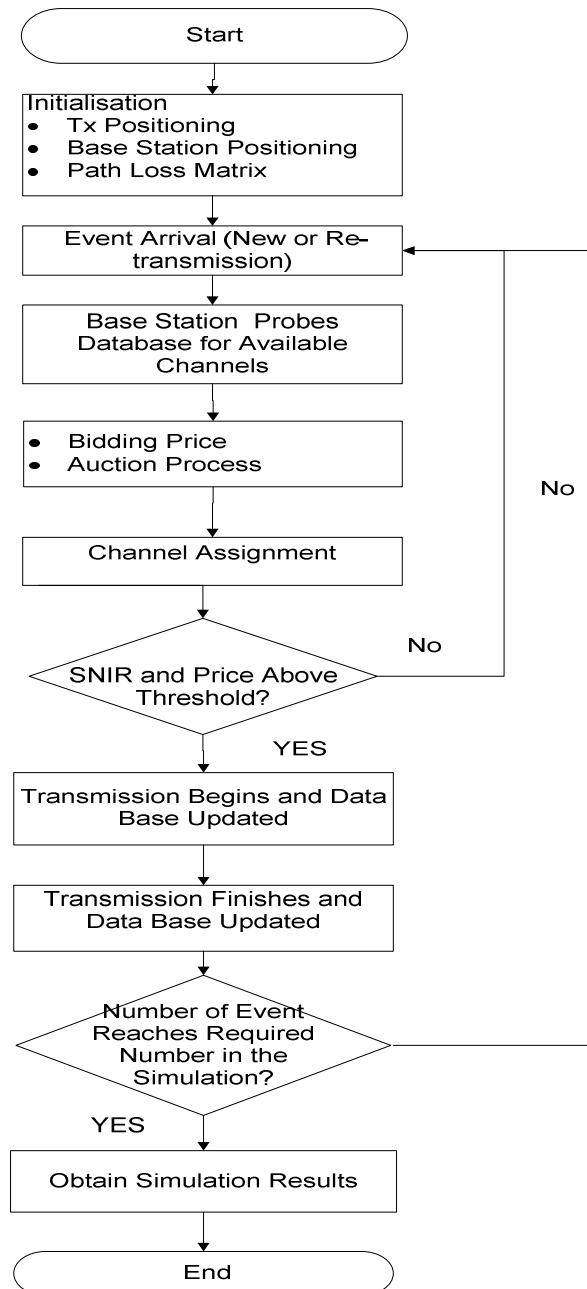 Start
Initialisation
• Tx Positioning
• Base Station Positioning
• Path Loss Matrix
Event Arrival (New or Re-
transmission)
Base Station Probes
Database for Available
Channels
• Bidding Price
• Auction Process
No
Channel Assignment
No
SNIR and Price Above
Threshold?
YES
Transmission Begins and Data
Base Updated
Transmission Finishes and
Data Base Updated
Number of Event
Reaches Required
Number in the
Simulation?
YES
Obtain Simulation Results
End